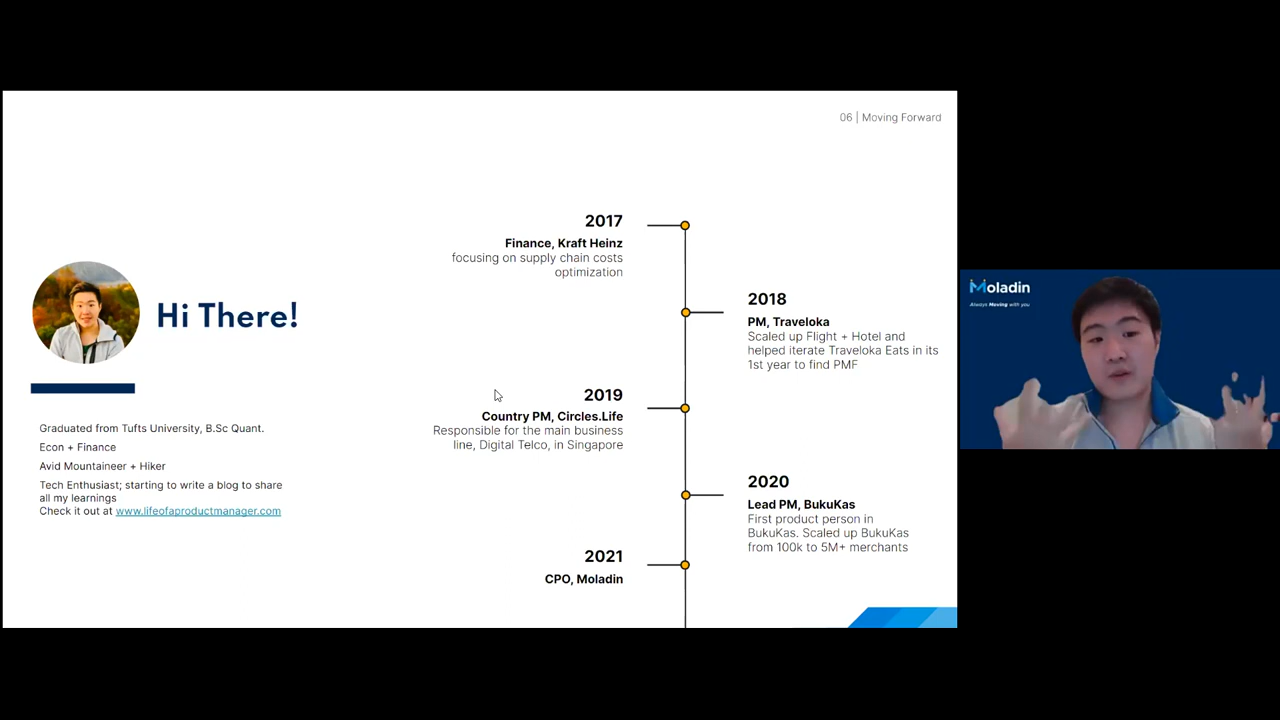 06 | Moving Forward
Hi There!
Graduated from Tufts University, B.Sc Quant.
Econ + Finance
Avid Mountaineer + Hiker
Tech Enthusiast; starting to write a blog to share
all my learnings
Check it out at www.lifeofaproductmanager.com
2017
Finance, Kraft Heinz
focusing on supply chain costs
optimization
2018
PM, Traveloka
Scaled up Flight + Hotel and
helped iterate Traveloka Eats in its
1st year to find PMF
2019
Country PM, Circles.Life
Responsible for the main business
line, Digital Telco, in Singapore
2020
Lead PM, BukuKas
First product person in
BukuKas. Scaled up BukuKas
from 100k to 5M+ merchants
2021
CPO, Moladin
Moladin
Always Moving with you